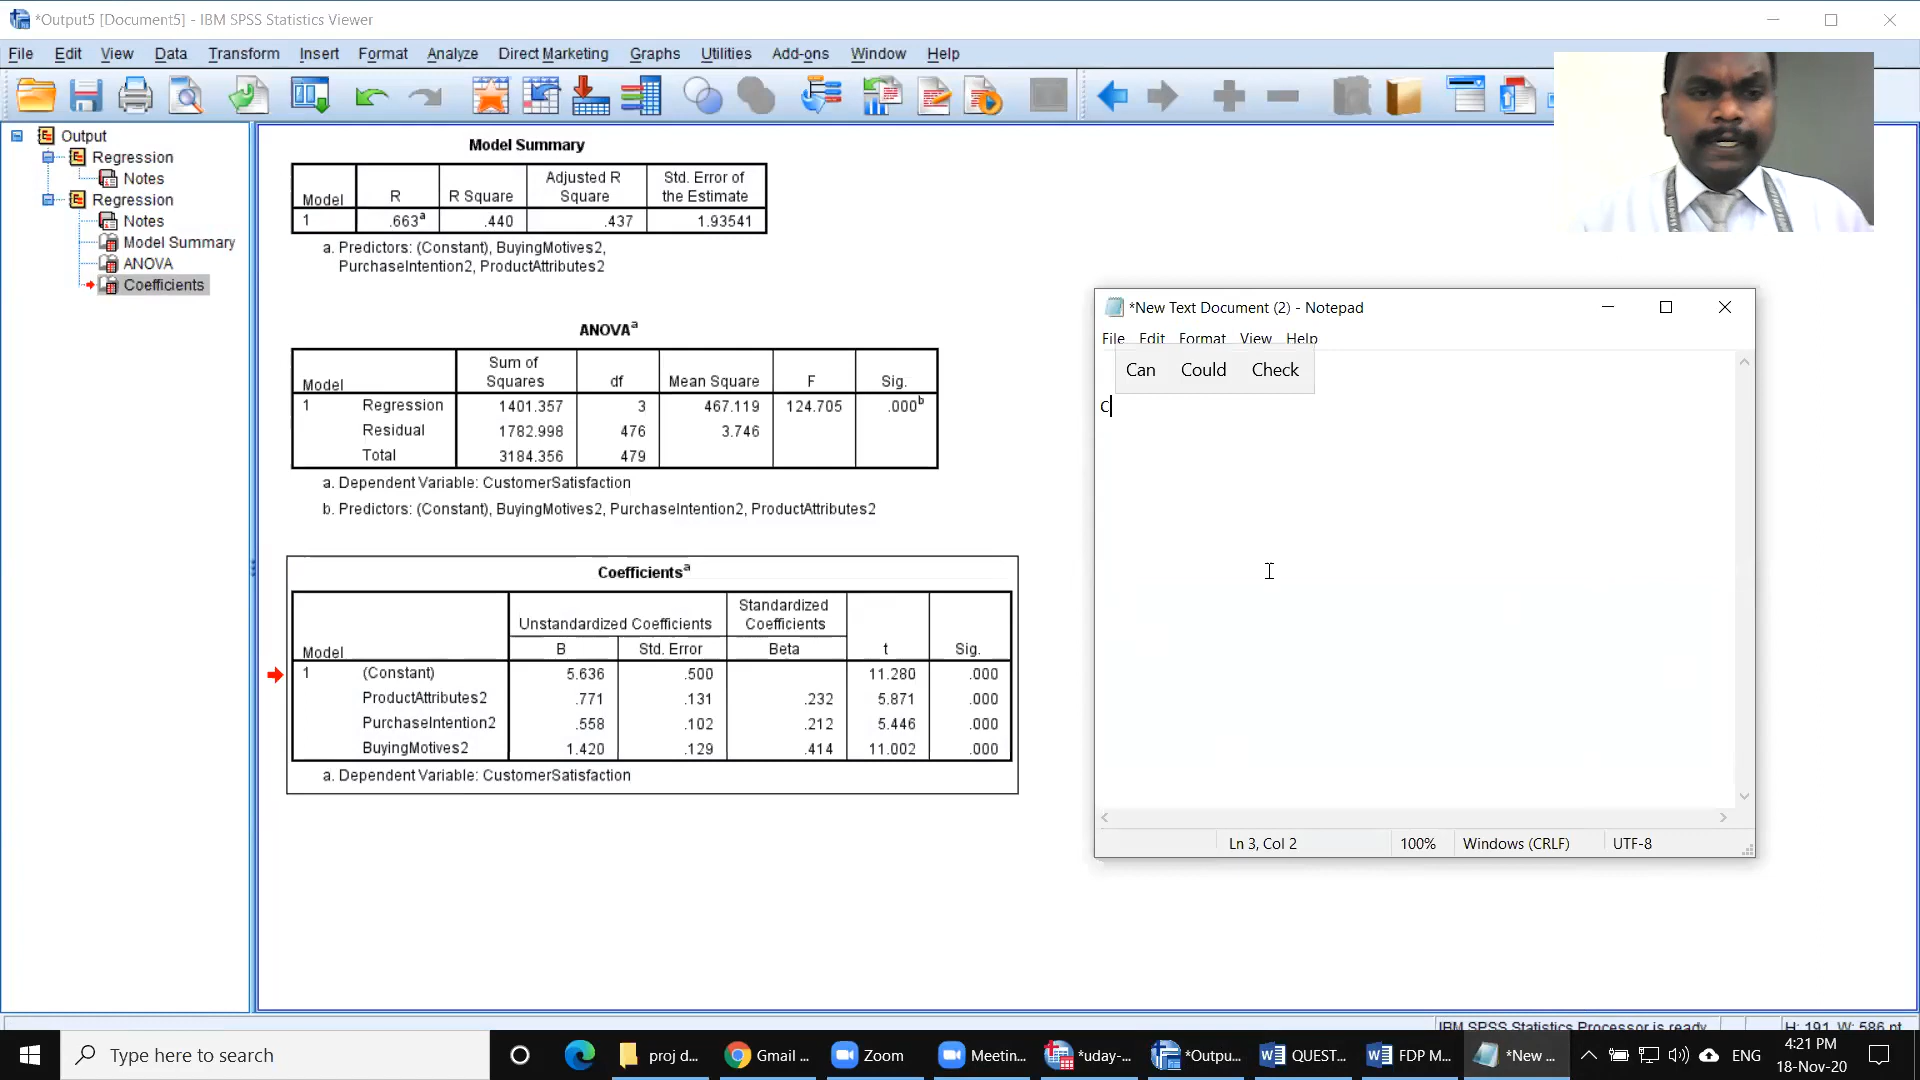 *Output5 [Document5] - IBM SPSS Statistics Viewer
File Edit View Data Transform Insert Format Analyze Direct Marketing Graphs Utilities Add-ons Window Help
Output
Regression
Notes
Regression
Notes
Model Summary
ANOVA
Coefficients
Model Summary
Model R R Square Adjusted R Square Std. Error of the Estimate
1 .663a .440 .437 1.93541
a. Predictors: (Constant), BuyingMotives2,
PurchaseIntention2, ProductAttributes2
ANOVAa
Model Sum of Squares df Mean Square F Sig.
1 Regression 1401.357 3 467.119 124.705 .000b
Residual 1782.998 476 3.746
Total 3184.356 479
a. Dependent Variable: CustomerSatisfaction
b. Predictors: (Constant), BuyingMotives2, PurchaseIntention2, ProductAttributes2
Coefficientsa
Unstandardized Coefficients Standardized Coefficients
Model B Std. Error Beta t Sig.
1 (Constant) 5.636 .500 11.280 .000
ProductAttributes2 .771 .131 .232 5.871 .000
PurchaseIntention2 .558 .102 .212 5.446 .000
BuyingMotives2 1.420 .129 .414 11.002 .000
a. Dependent Variable: CustomerSatisfaction
*New Text Document (2) - Notepad
File Edit Format View Help
Can Could Check
C
Ln 3, Col 2 100% Windows (CRLF) UTF-8
IBM SPSS Statistics Processor is ready H: 191, W: 586 pt
Type here to search
proj d... Gmail ... Zoom Meetin... *uday-... *Outpu... QUEST... FDP M... *New ... ENG
4:21 PM
18-Nov-20